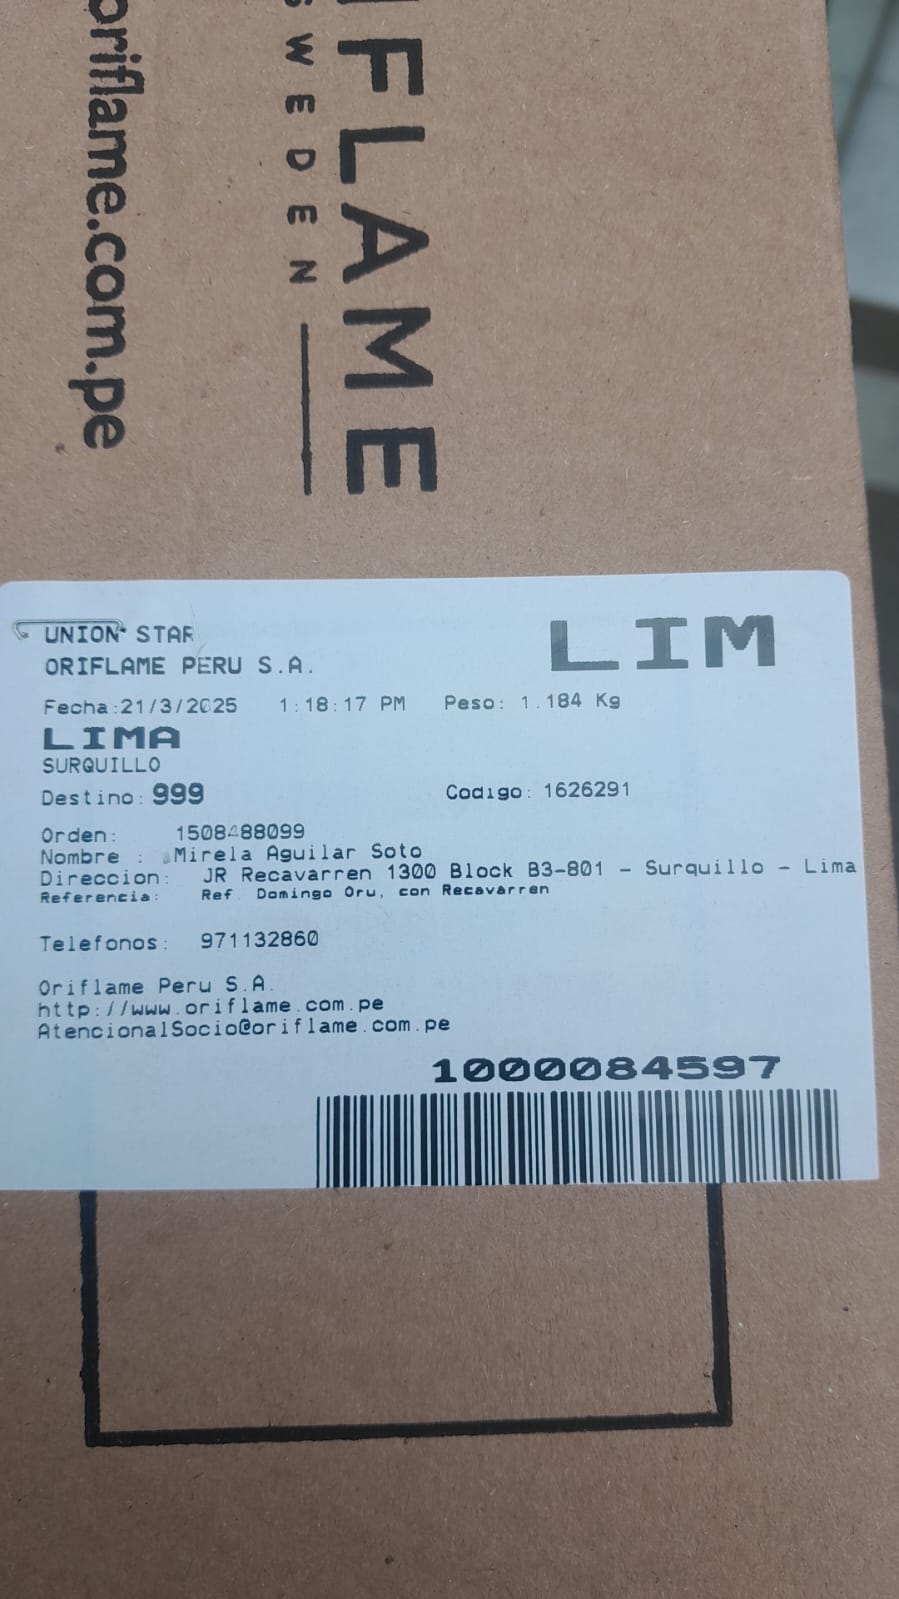 oriflame.com.pe
FLAME
SWEDEN
UNION STAR
ORIFLAME PERU S.A.
LIM
Fecha:21/3/2025 1:18:17 PM Peso: 1.184 Kg
LIMA
SURQUILLO
Destino: 999 Codigo: 1626291
Orden: 1508488099
Nombre : Mirela Aguilar Soto
Direccion: JR Recavarren 1300 Block B3-801 - Surquillo - Lima
Referencia: Ref. Domingo Oru, con Recavarren
Telefonos: 971132860
Oriflame Peru S.A.
http://www.oriflame.com.pe
AtencionalSocio@oriflame.com.pe
1000084597